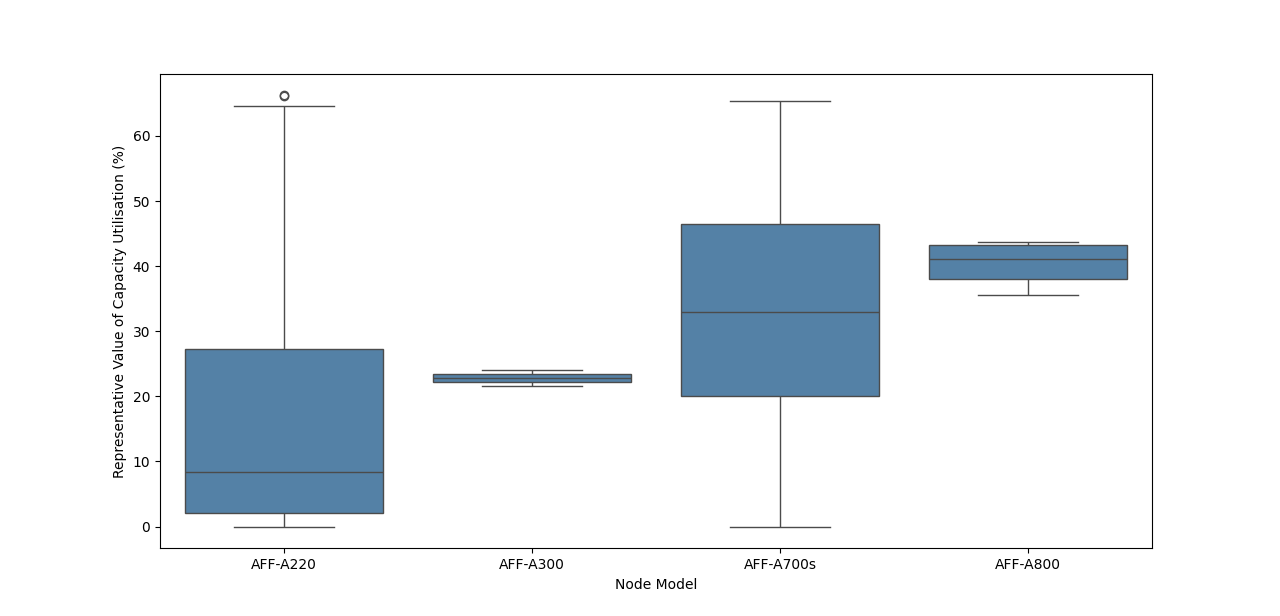 Representative Value of Capacity Utilisation (%)
60
50
40
30
20
10
0
AFF-A220
AFF-A300
AFF-A700s
AFF-A800
Node Model